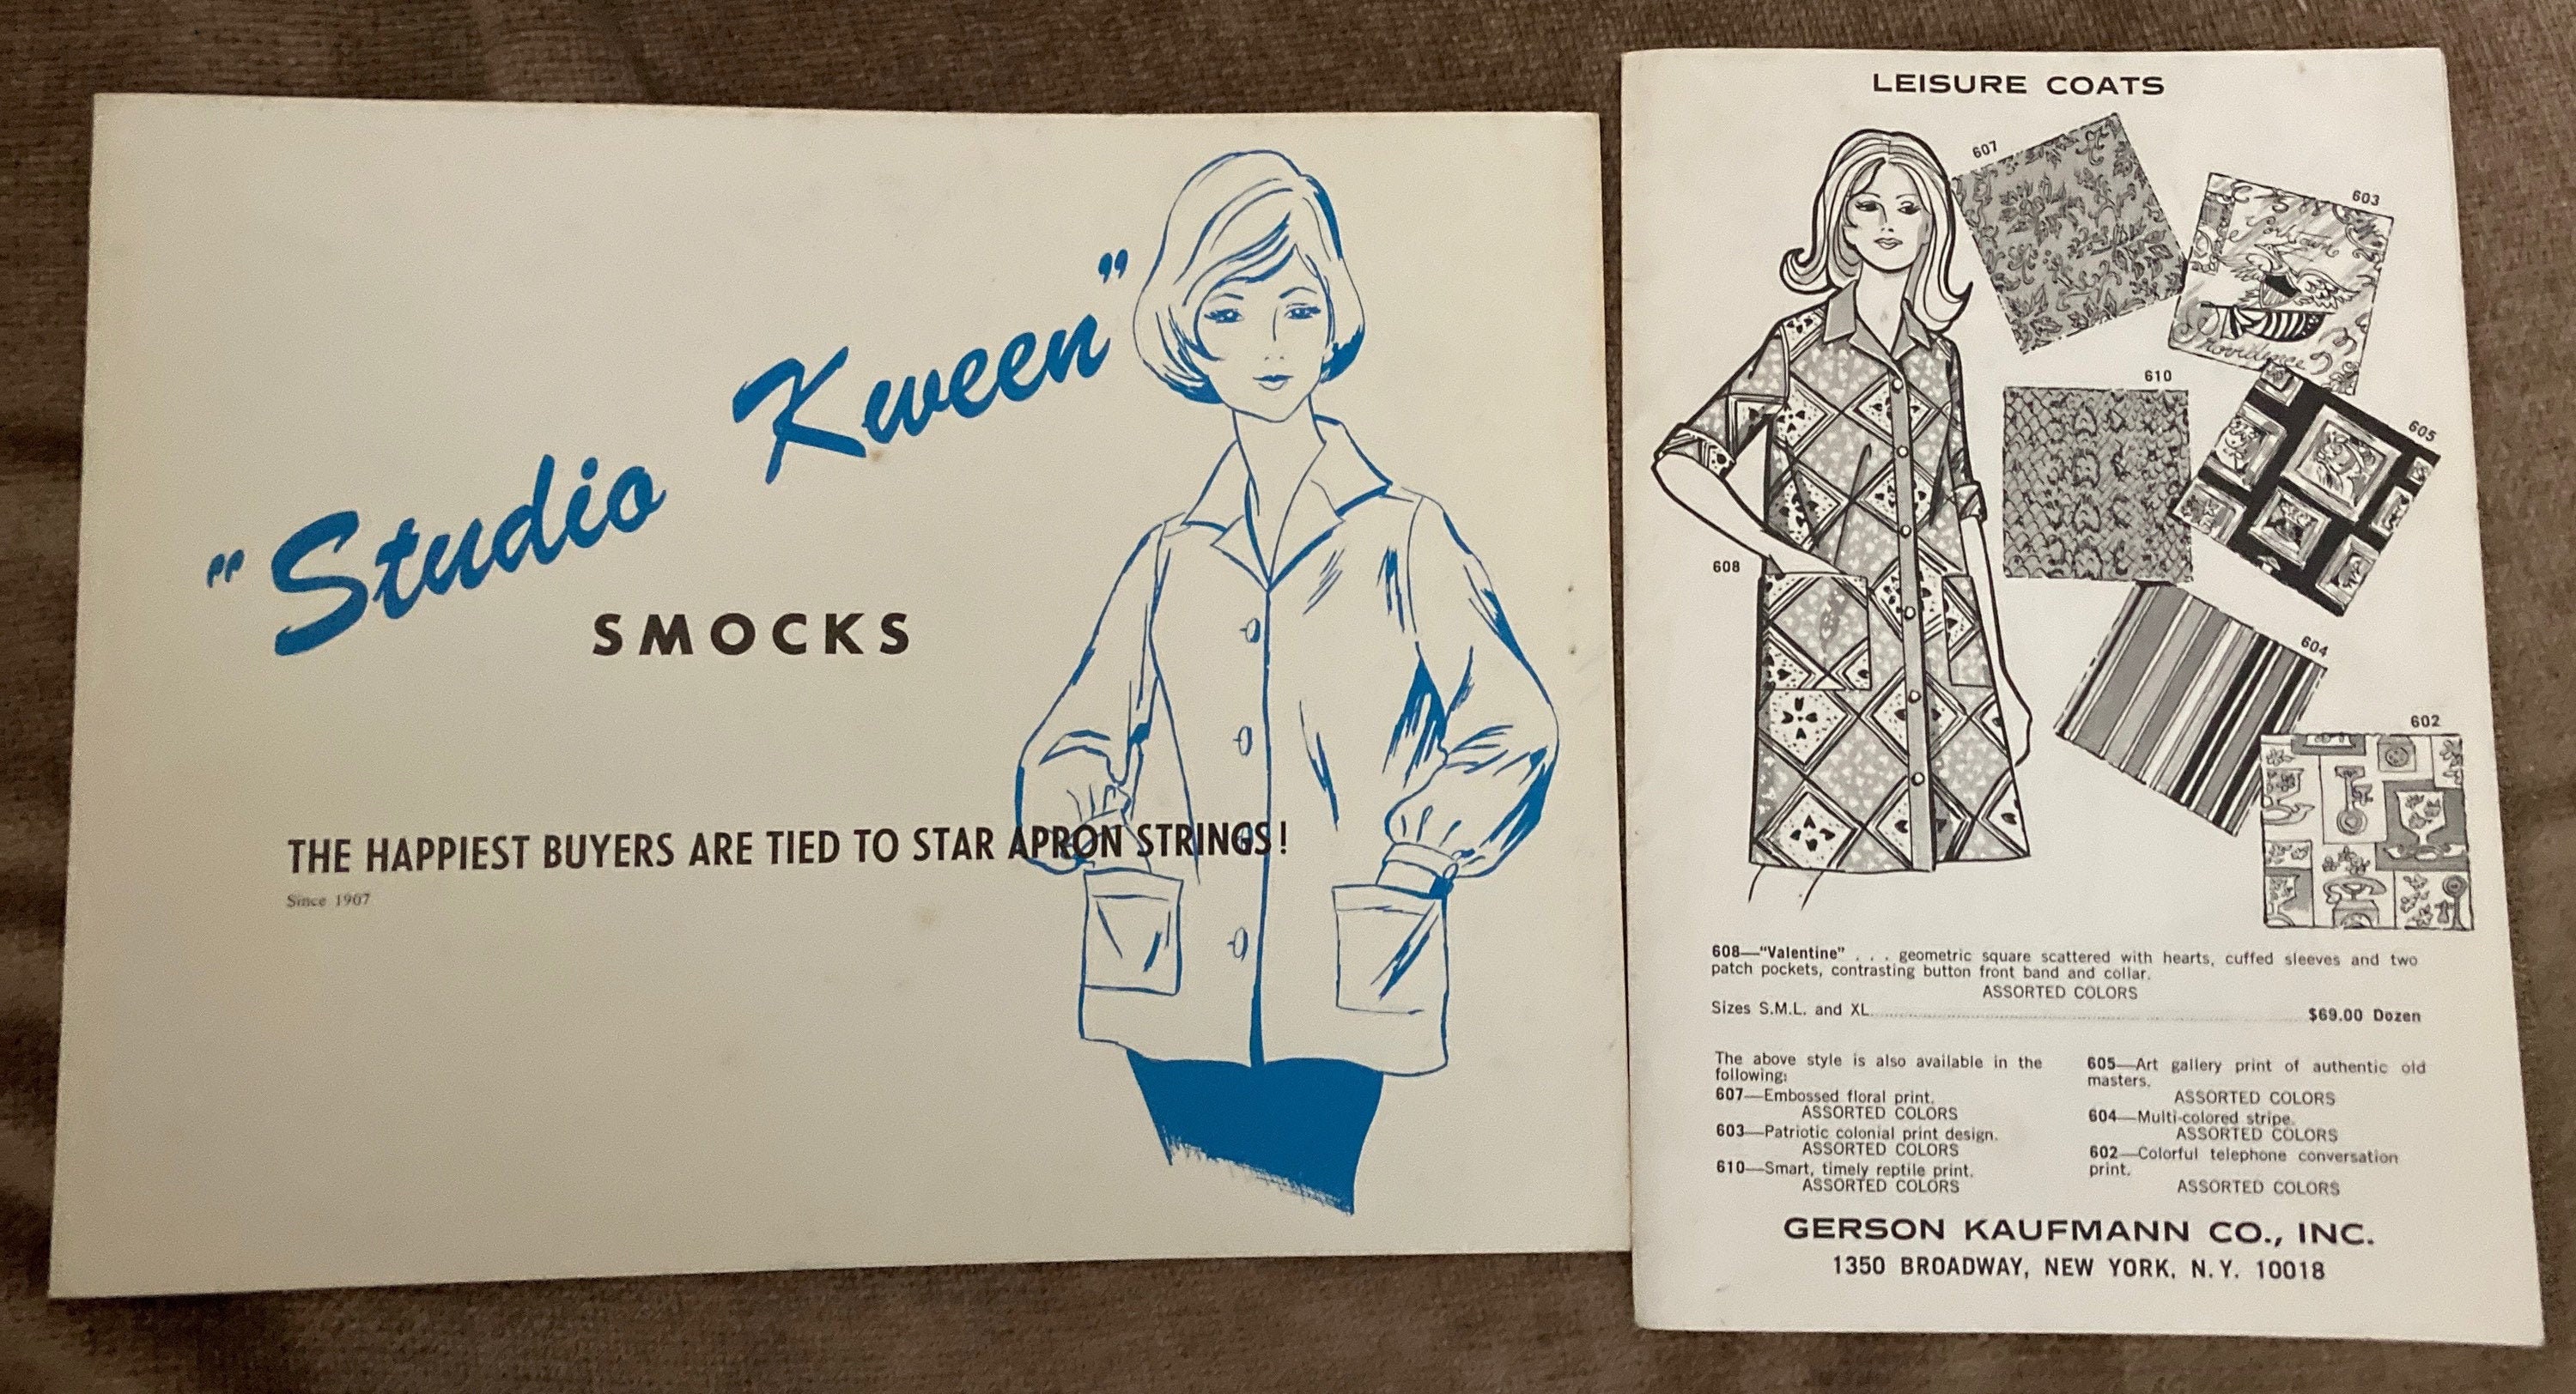 "Studio Kween"
SMOCKS
THE HAPPIEST BUYERS ARE TIED TO STAR APRON STRINGS!
Since 1907
LEISURE COATS
607
603
Providence
610
605
608
604
602
608—"Valentine" . . . geometric square scattered with hearts, cuffed sleeves and two
patch pockets, contrasting button front band and collar.
ASSORTED COLORS
Sizes S.M.L. and XL. $69.00 Dozen
The above style is also available in the
following:
607—Embossed floral print.
ASSORTED COLORS
603—Patriotic colonial print design.
ASSORTED COLORS
610—Smart, timely reptile print.
ASSORTED COLORS
605—Art gallery print of authentic old
masters.
ASSORTED COLORS
604—Multi-colored stripe.
ASSORTED COLORS
602—Colorful telephone conversation
print.
ASSORTED COLORS
GERSON KAUFMANN CO., INC.
1350 BROADWAY, NEW YORK, N.Y. 10018